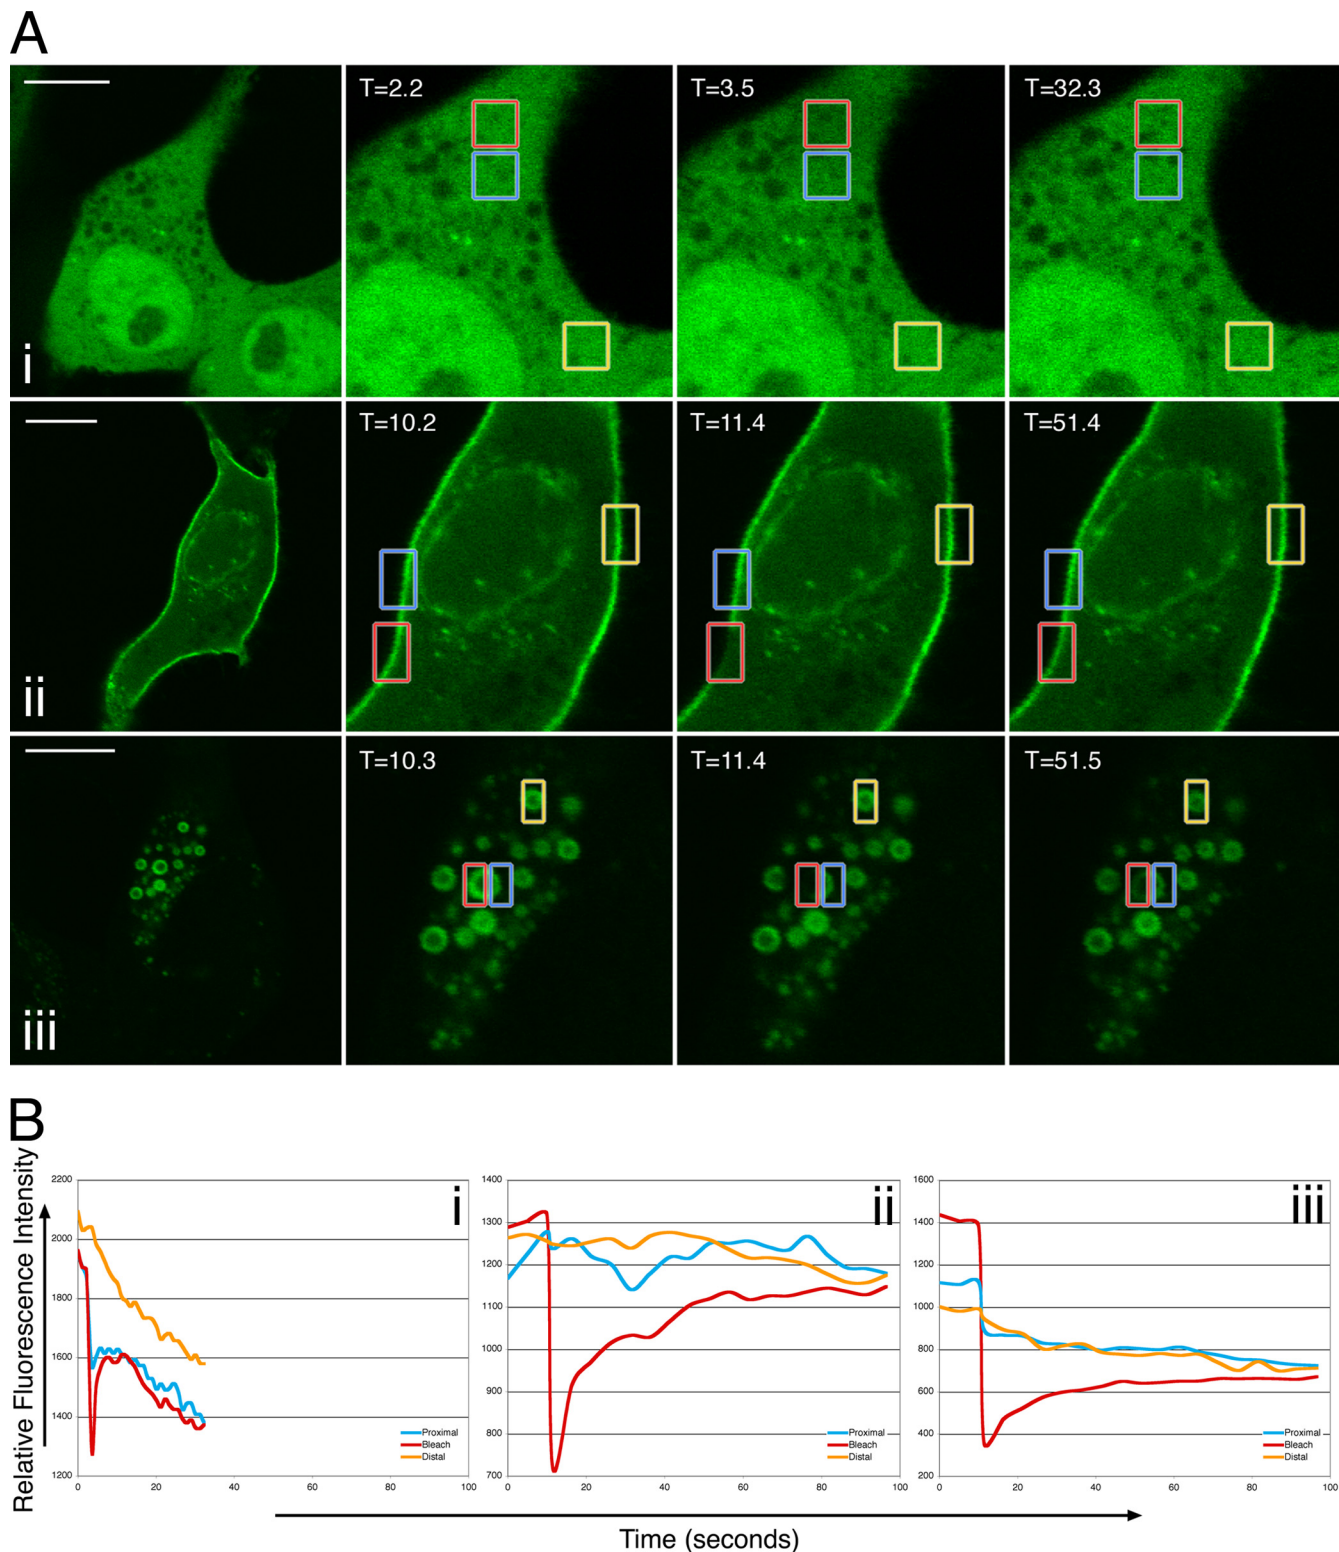 A
T=2.2
T=3.5
T=32.3
i
T=10.2
T=11.4
T=51.4
ii
T=10.3
T=11.4
T=51.5
iii
B
Relative Fluorescence Intensity
2200
2000
1800
1600
1400
1200
0 20 40 60 80 100
i
Proximal
Bleach
Distal
1400
1300
1200
1100
1000
900
800
700
0 20 40 60 80 100
ii
Proximal
Bleach
Distal
1600
1400
1200
1000
800
600
400
200
0 20 40 60 80 100
iii
Proximal
Bleach
Distal
Time (seconds)